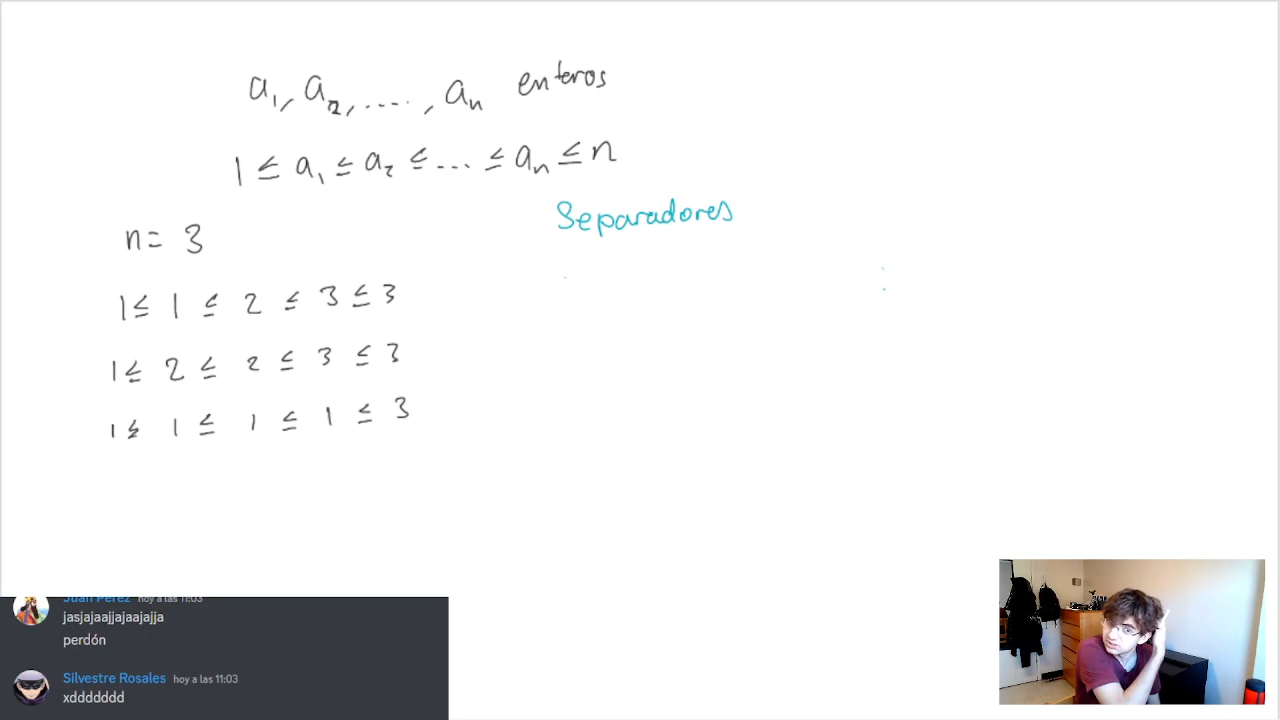 a₁, a₂, ...., aₙ enteros
1 ≤ a₁ ≤ a₂ ≤ ... ≤ aₙ ≤ n
Separadores
n = 3
1 ≤ 1 ≤ 2 ≤ 3 ≤ 3
1 ≤ 2 ≤ 2 ≤ 3 ≤ 3
1 ≤ 1 ≤ 1 ≤ 1 ≤ 3
Juan Perez hoy a las 11:03
jasjajaajjajaajajja
perdón
Silvestre Rosales hoy a las 11:03
xddddddd